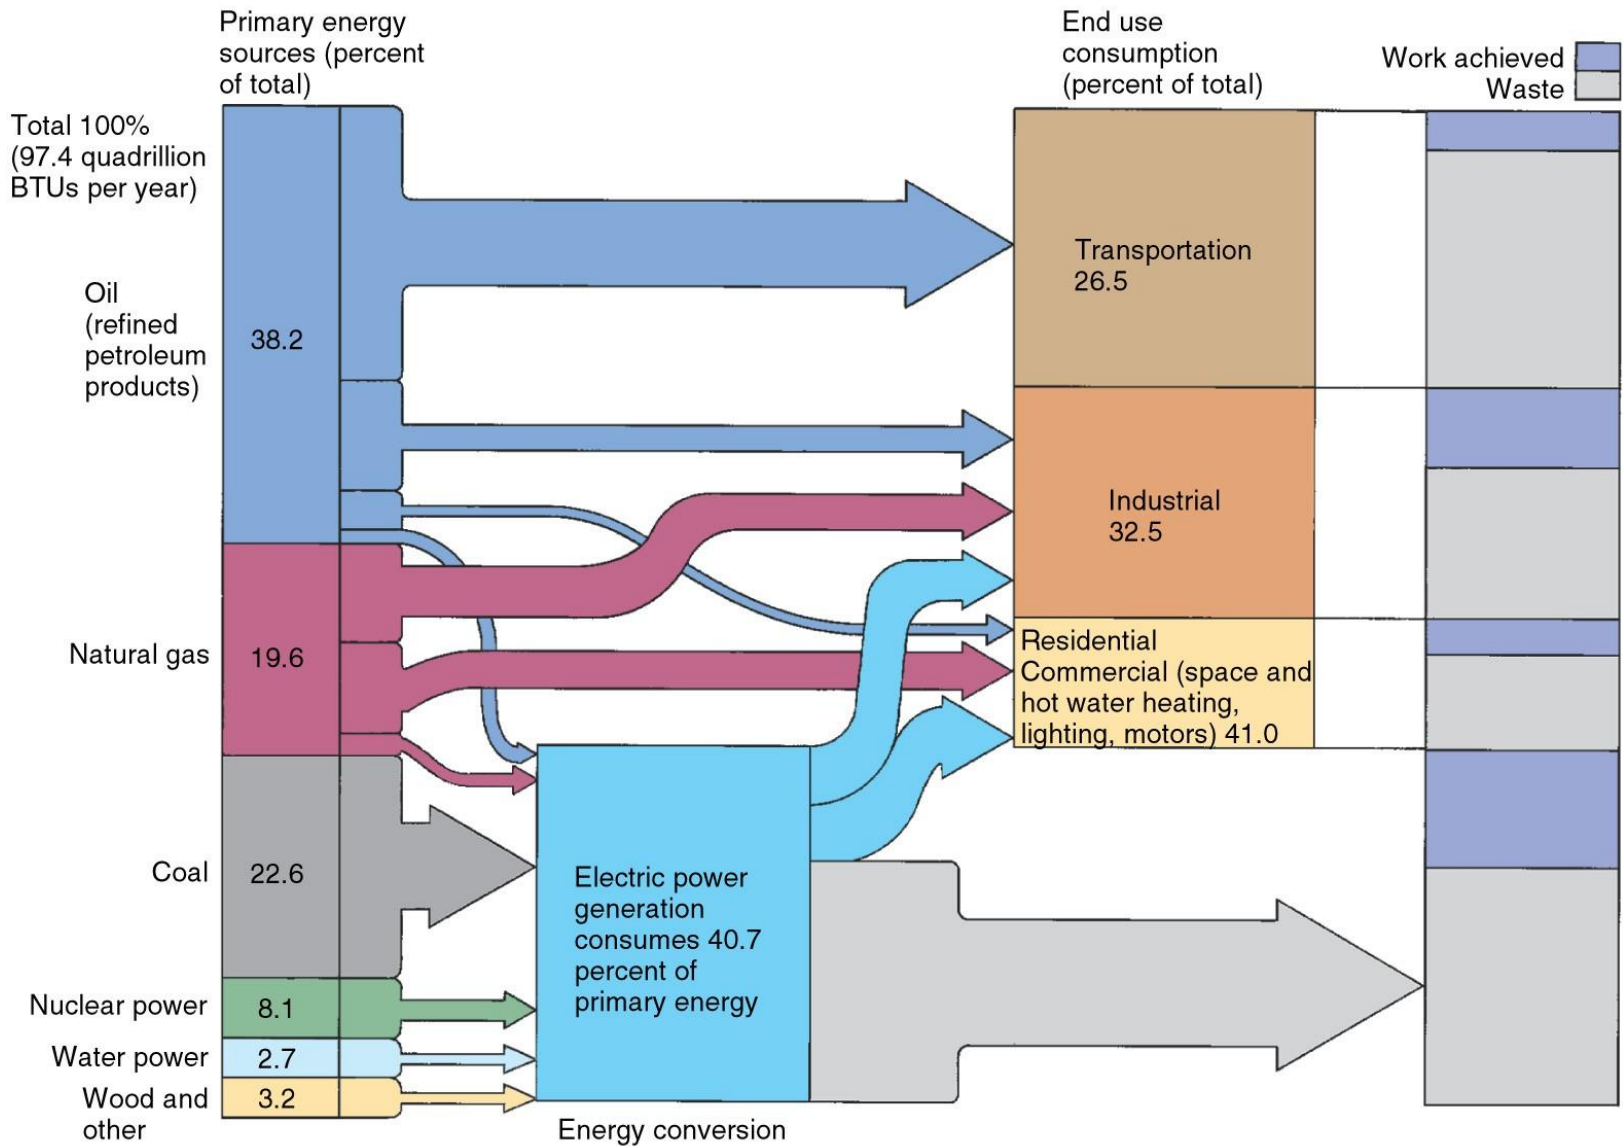 Primary energy
sources (percent
of total)
End use
consumption
(percent of total)
Work achieved
Waste
Total 100%
(97.4 quadrillion
BTUs per year)
Oil
(refined
petroleum
products)
38.2
Transportation
26.5
Industrial
32.5
Natural gas
19.6
Residential
Commercial (space and
hot water heating,
lighting, motors) 41.0
Coal
22.6
Electric power
generation
consumes 40.7
percent of
primary energy
Nuclear power
8.1
Water power
2.7
Wood and
other
3.2
Energy conversion